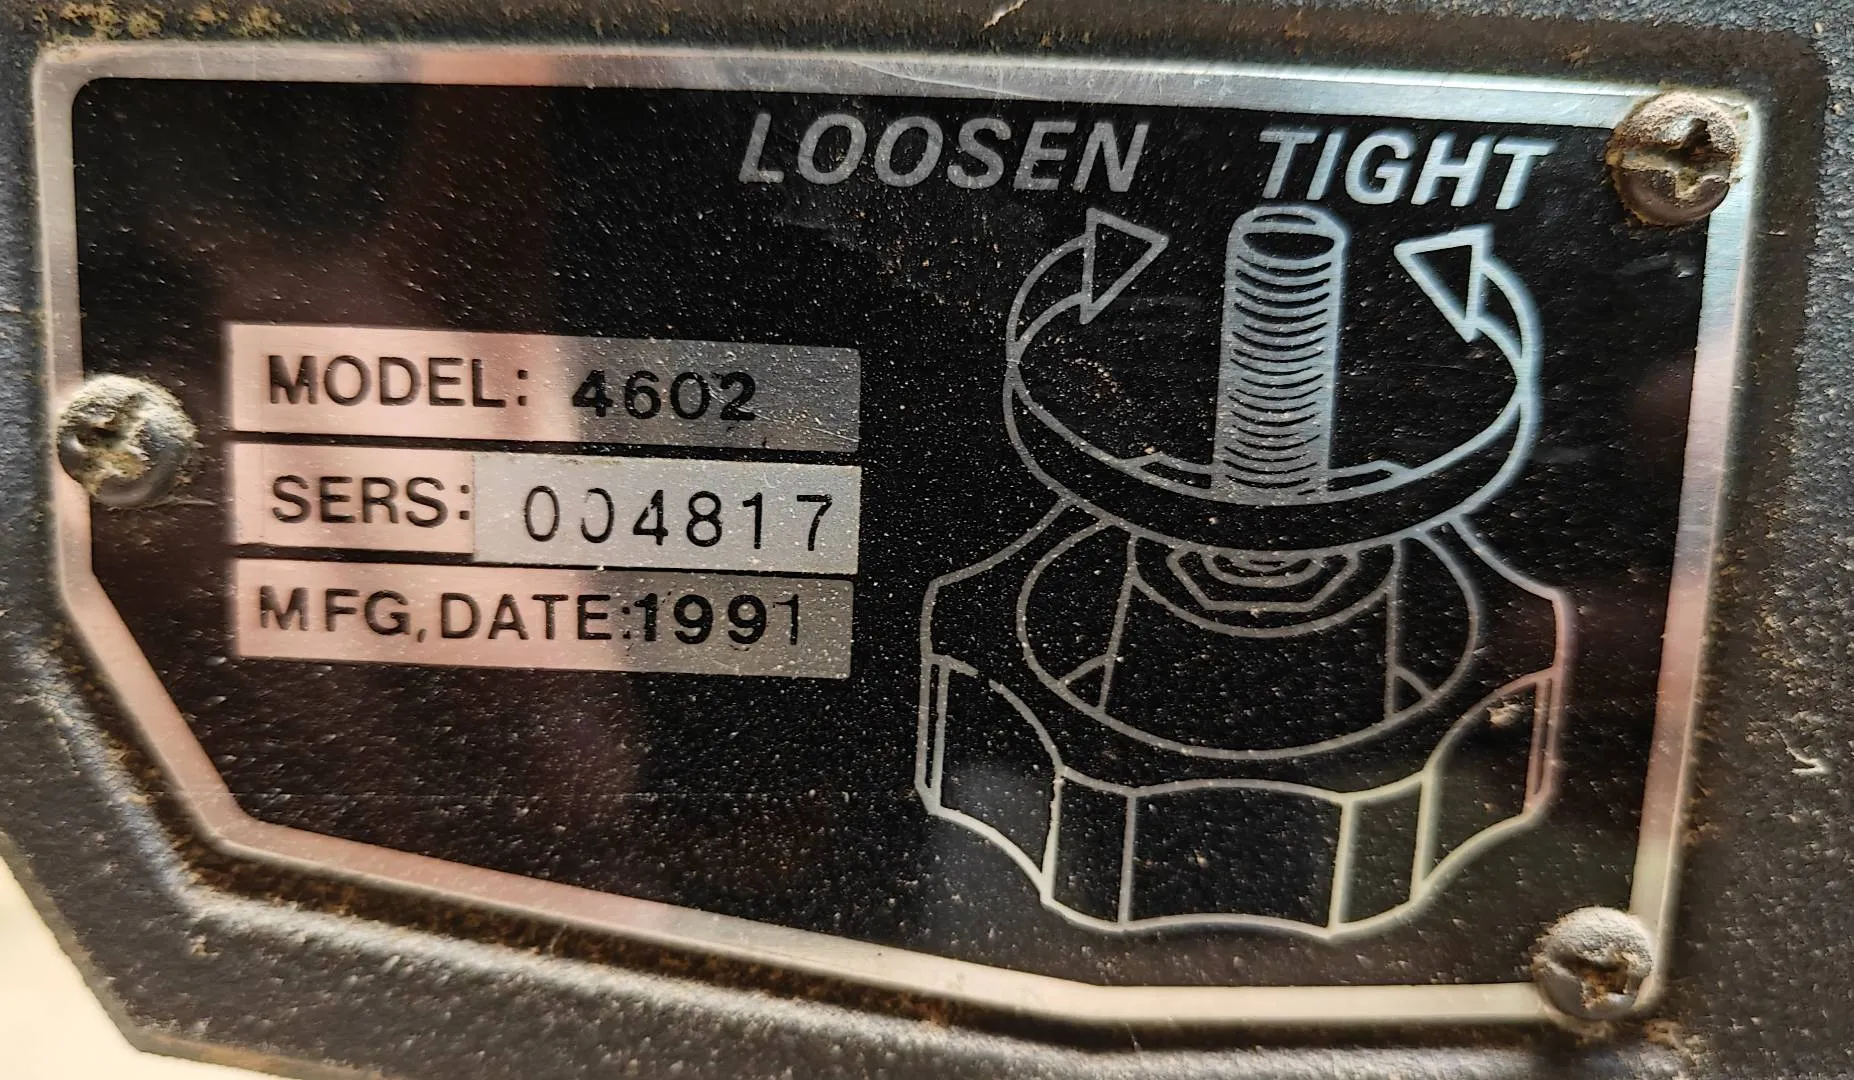 LOOSEN TIGHT
MODEL: 4602
SERS: 004817
MFG,DATE:1991